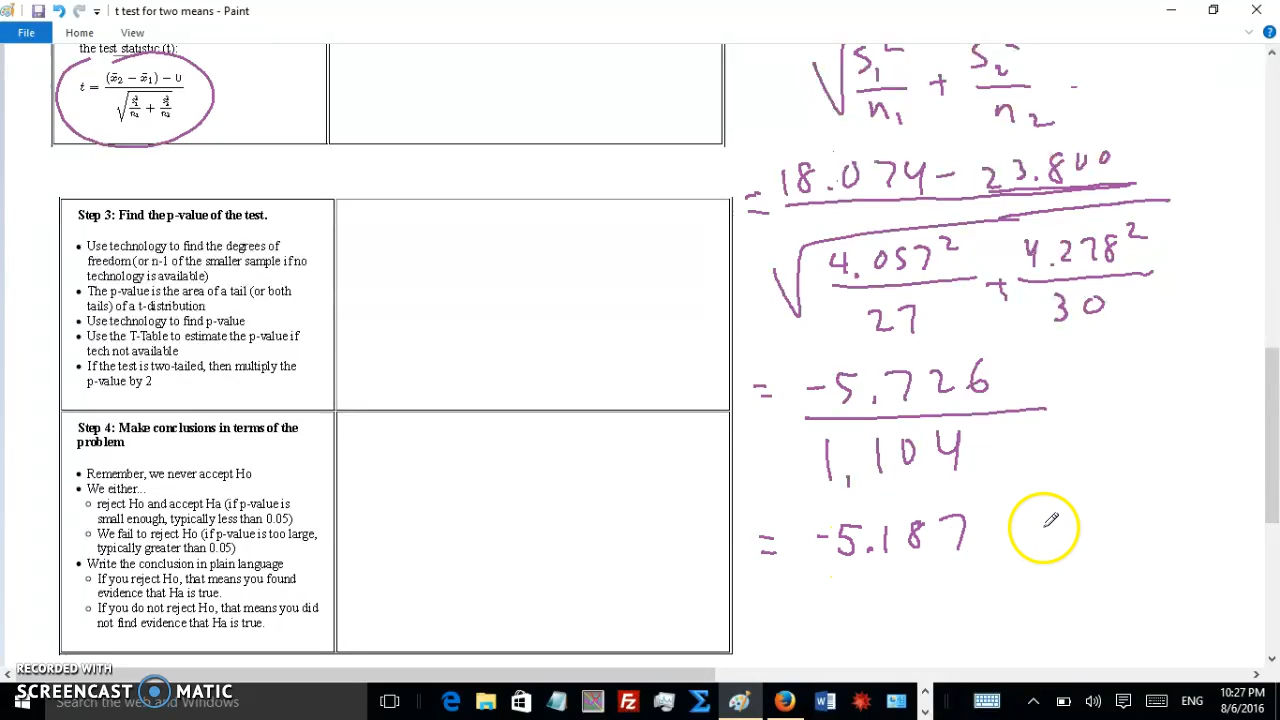 t test for two means - Paint
File Home View
the test statistic (t):
t = (x̄₂ − x̄₁) − 0
√ s₁²/n₁ + s₂²/n₂
√ S₁²/n₁ + S₂²/n₂
= 18.074 - 23.800
√ 4.057²/27 + 4.278²/30
= -5.726
1.104
= -5.187
Step 3: Find the p-value of the test.
Use technology to find the degrees of
freedom (or n-1 of the smaller sample if no
technology is available)
The p-value is the area of a tail (or both
tails) of a t-distribution
Use technology to find p-value
Use the T-Table to estimate the p-value if
tech not available
If the test is two-tailed, then multiply the
p-value by 2
Step 4: Make conclusions in terms of the
problem
Remember, we never accept Ho
We either...
reject Ho and accept Ha (if p-value is
small enough, typically less than 0.05)
We fail to reject Ho (if p-value is too large,
typically greater than 0.05)
Write the conclusion in plain language
If you reject Ho, that means you found
evidence that Ha is true.
If you do not reject Ho, that means you did
not find evidence that Ha is true.
RECORDED WITH
SCREENCAST MATIC
Search the web and Windows
ENG
10:27 PM
8/6/2016